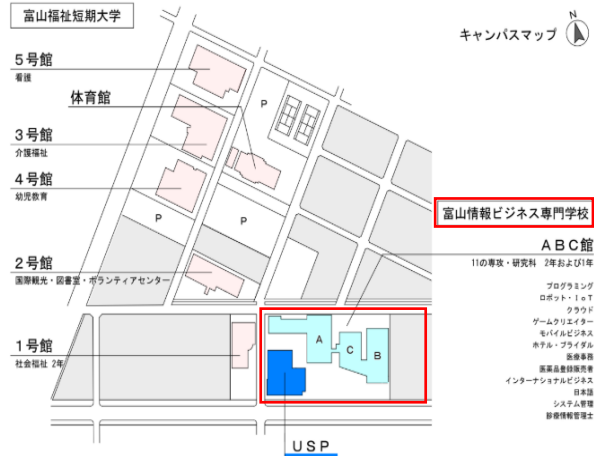 富山福祉短期大学
キャンパスマップ
N
5号館
看護
体育館
P
3号館
介護福祉
4号館
幼児教育
P
P
富山情報ビジネス専門学校
ABC館
11の専攻・研究科 2年および1年
2号館
国際観光・図書室・ボランティアセンター
プログラミング
ロボット・IoT
クラウド
ゲームクリエイター
モバイルビジネス
ホテル・ブライダル
医療事務
医薬品登録販売者
インターナショナルビジネス
日本語
システム管理
診療情報管理士
1号館
社会福祉 2年
A
C
B
USP